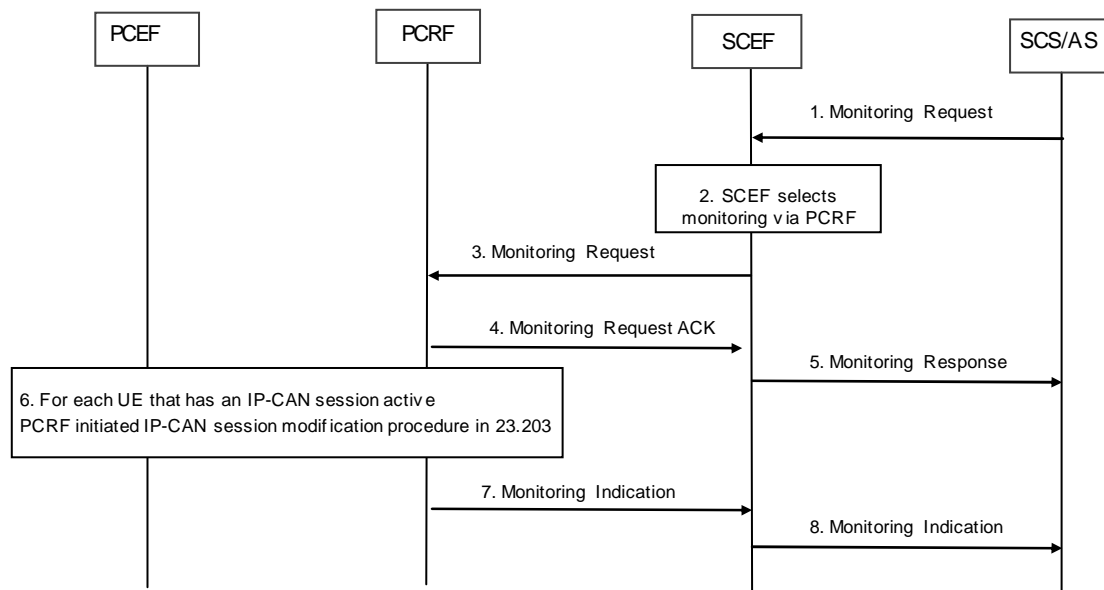 PCEF
PCRF
SCEF
SCS/AS
1. Monitoring Request
2. SCEF selects
monitoring via PCRF
3. Monitoring Request
4. Monitoring Request ACK
5. Monitoring Response
6. For each UE that has an IP-CAN session active
PCRF initiated IP-CAN session modification procedure in 23.203
7. Monitoring Indication
8. Monitoring Indication